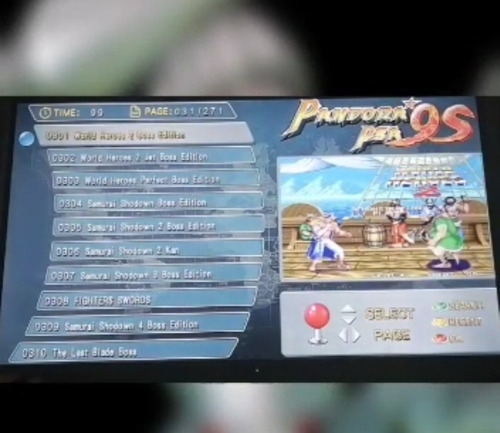 TIME: 99
PAGE:031(271
0301 World Heroes 2 Boss Edition
0302 World Heroes 2 Jet Boss Edition
0303 World Heroes Perfect Boss Edition
0304 Samurai Shodown Boss Edition
0305 Samurai Shodown 2 Boss Edition
0306 Samurai Shodown 2 Kan
0307 Samurai Shodown 3 Boss Edition
0308 FIGHTERS SWORDS
0309 Samurai Shodown 4 Boss Edition
0310 The Last Blade Boss
PANDORA
9S
SELECT
PAGE